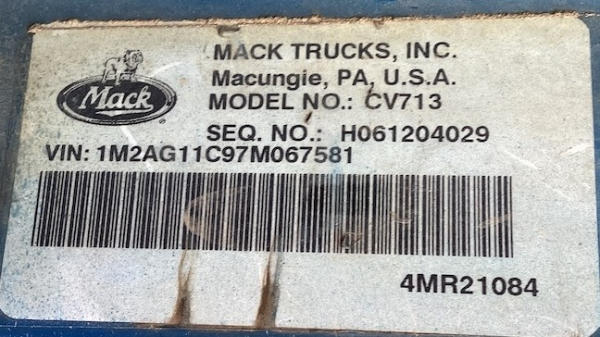 Mack
MACK TRUCKS, INC.
Macungie, PA, U.S.A.
MODEL NO.: CV713
SEQ. NO.: H061204029
VIN: 1M2AG11C97M067581
4MR21084